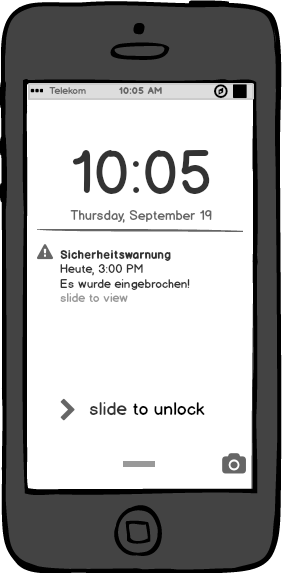 Telekom 10:05 AM
10:05
Thursday, September 19
Sicherheitswarnung
Heute, 3:00 PM
Es wurde eingebrochen!
slide to view
slide to unlock